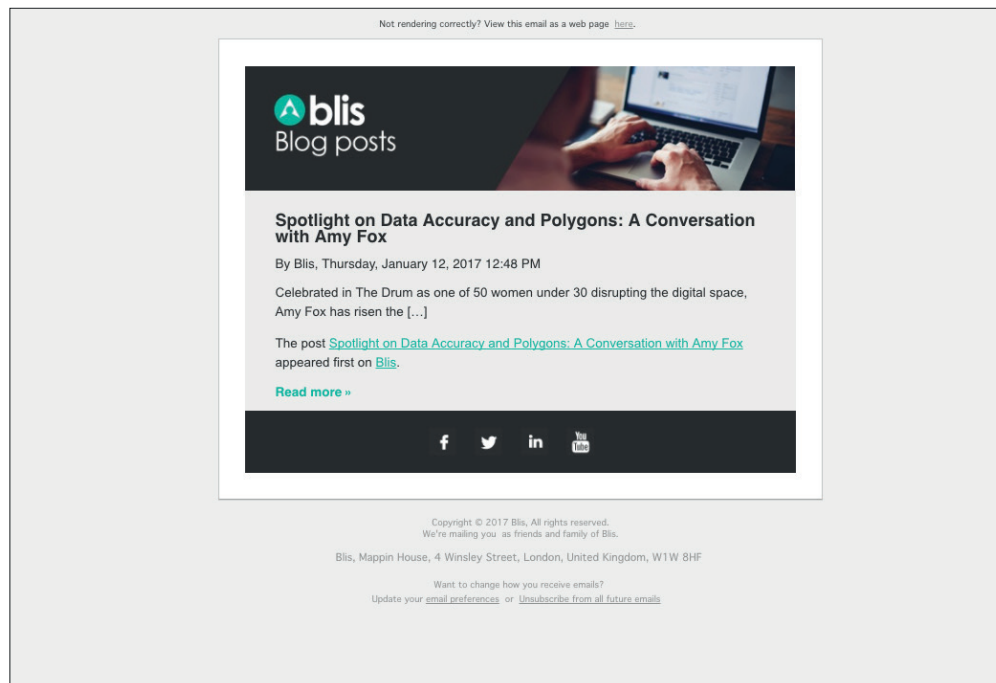 Not rendering correctly? View this email as a web page here.
blis
Blog posts
Spotlight on Data Accuracy and Polygons: A Conversation
with Amy Fox
By Blis, Thursday, January 12, 2017 12:48 PM
Celebrated in The Drum as one of 50 women under 30 disrupting the digital space,
Amy Fox has risen the […]
The post Spotlight on Data Accuracy and Polygons: A Conversation with Amy Fox
appeared first on Blis.
Read more »
f
in
You
Tube
Copyright © 2017 Blis, All rights reserved.
We're mailing you as friends and family of Blis.
Blis, Mappin House, 4 Winsley Street, London, United Kingdom, W1W 8HF
Want to change how you receive emails?
Update your email preferences or Unsubscribe from all future emails